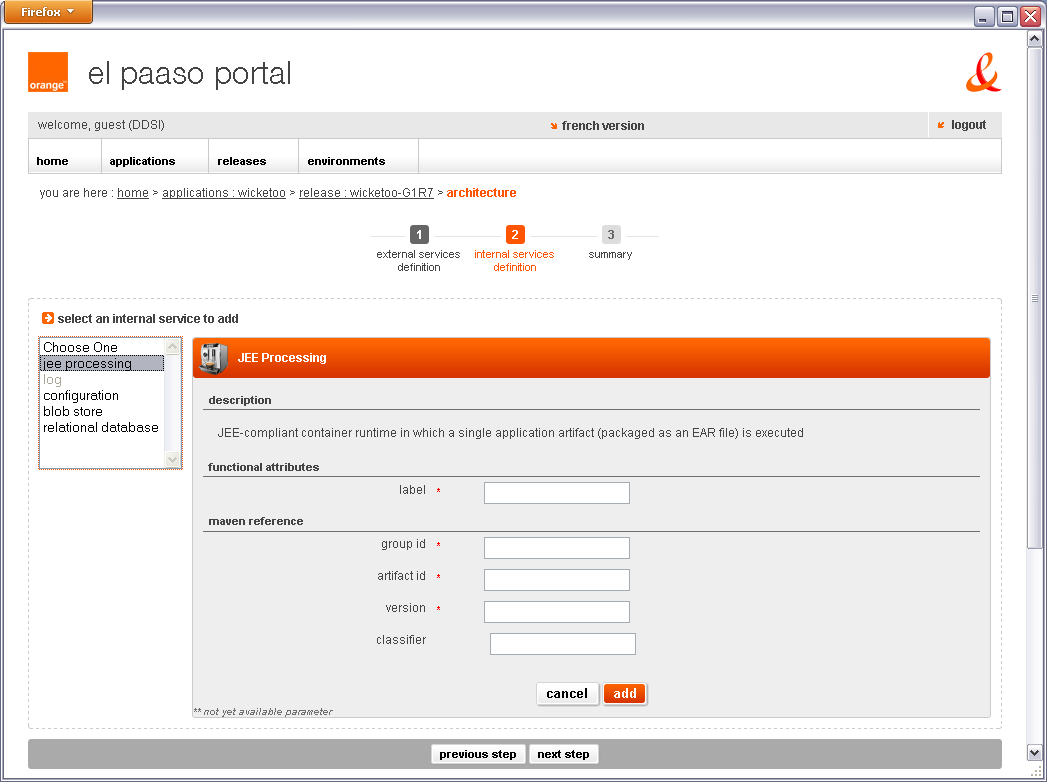 Firefox
orange™
el paaso portal
&
welcome, guest (DDSI)
french version
logout
home
applications
releases
environments
you are here : home > applications : wicketoo > release : wicketoo-G1R7 > architecture
1
2
3
external services
definition
internal services
definition
summary
select an internal service to add
Choose One
jee processing
log
configuration
blob store
relational database
JEE Processing
description
JEE-compliant container runtime in which a single application artifact (packaged as an EAR file) is executed
functional attributes
label *
maven reference
group id *
artifact id *
version *
classifier
cancel
add
** not yet available parameter
previous step
next step